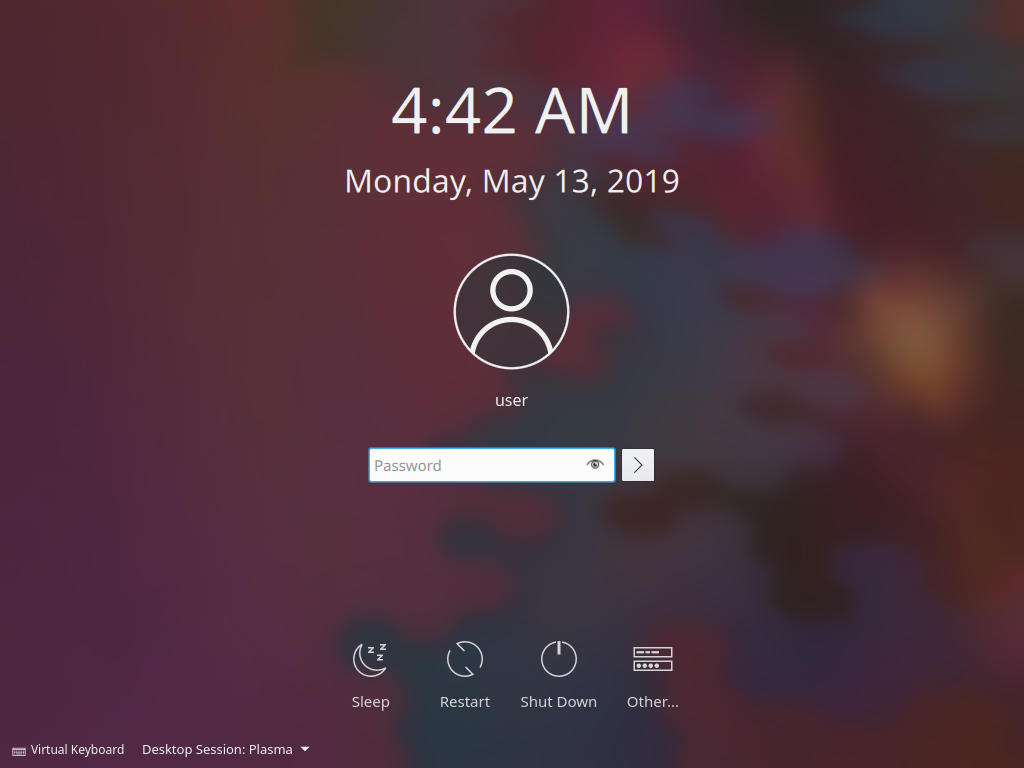 4:42 AM
Monday, May 13, 2019
user
Password
Sleep
Restart
Shut Down
Other...
Virtual Keyboard
Desktop Session: Plasma